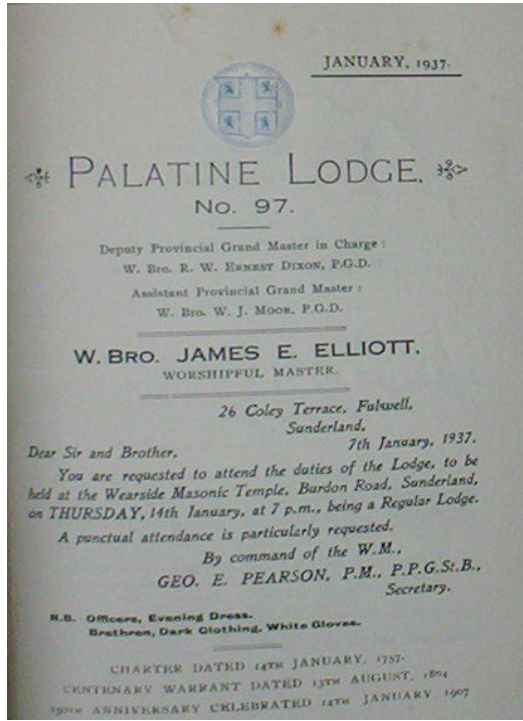 JANUARY, 1937.
PALATINE LODGE,
No. 97.
Deputy Provincial Grand Master in Charge :
W. Bro. R. W. Ernest Dixon, P.G.D.
Assistant Provincial Grand Master :
W. Bro. W. J. Moor, P.G.D.
W. BRO. JAMES E. ELLIOTT,
WORSHIPFUL MASTER.
26 Coley Terrace, Fulwell,
Sunderland,
7th January, 1937.
Dear Sir and Brother,
You are requested to attend the duties of the Lodge, to be
held at the Wearside Masonic Temple, Burdon Road, Sunderland,
on THURSDAY, 14th January, at 7 p.m., being a Regular Lodge.
A punctual attendance is particularly requested.
By command of the W.M.,
GEO. E. PEARSON, P.M., P.P.G.St.B.,
Secretary.
N.B. Officers, Evening Dress.
Brethren, Dark Clothing, White Gloves.
CHARTER DATED 14TH JANUARY, 1757.
CENTENARY WARRANT DATED 13TH AUGUST, 1864
150TH ANNIVERSARY CELEBRATED 14TH JANUARY 1907